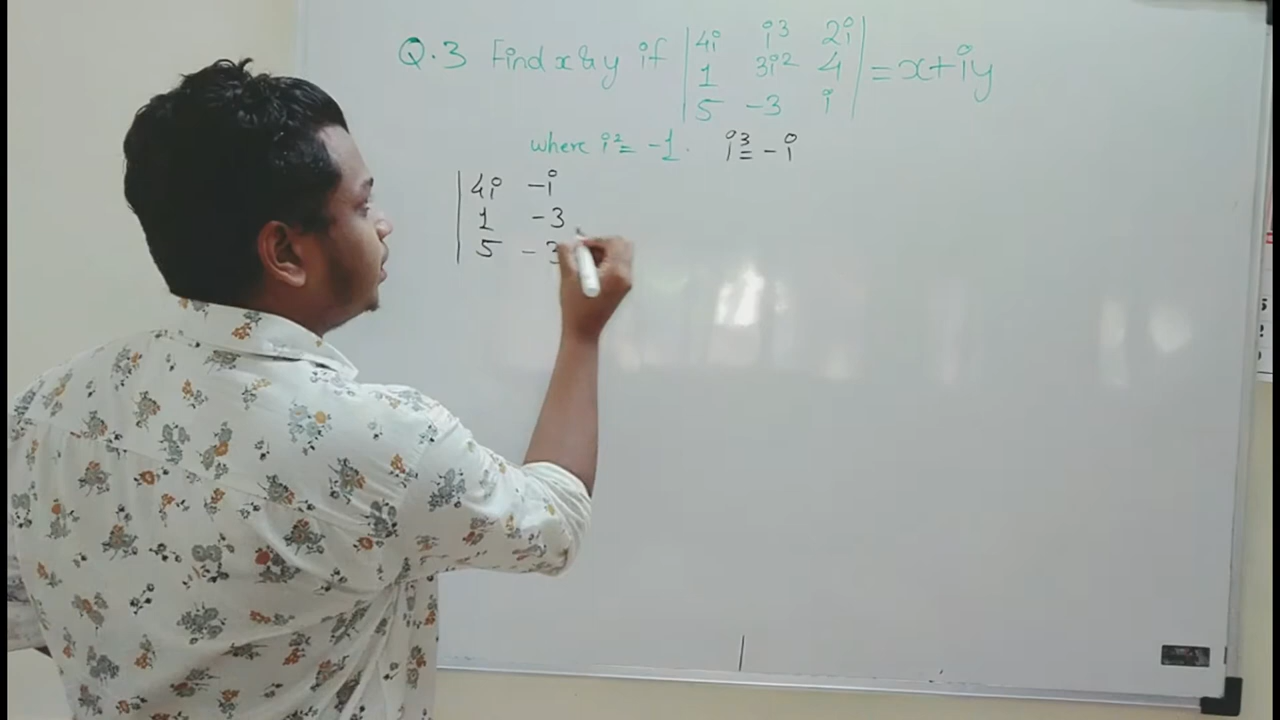 Q.3 Find x & y if | 4i i³ 2i |
| 1 3i² 4 | = x+iy
| 5 -3 i |
where i² = -1. i³ = -i
| 4i -i
| 1 -3
| 5 -3